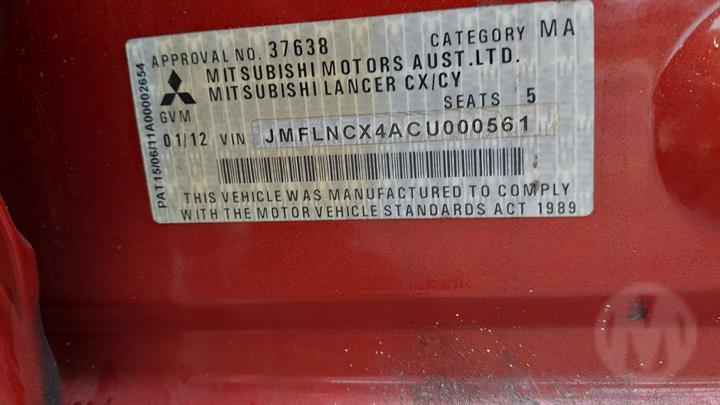 APPROVAL NO. 37638 CATEGORY MA
MITSUBISHI MOTORS AUST.LTD.
MITSUBISHI LANCER CX/CY
GVM SEATS 5
01/12 VIN JMFLNCX4ACU000561
THIS VEHICLE WAS MANUFACTURED TO COMPLY
WITH THE MOTOR VEHICLE STANDARDS ACT 1989
PAT15/06/11A00002654
M